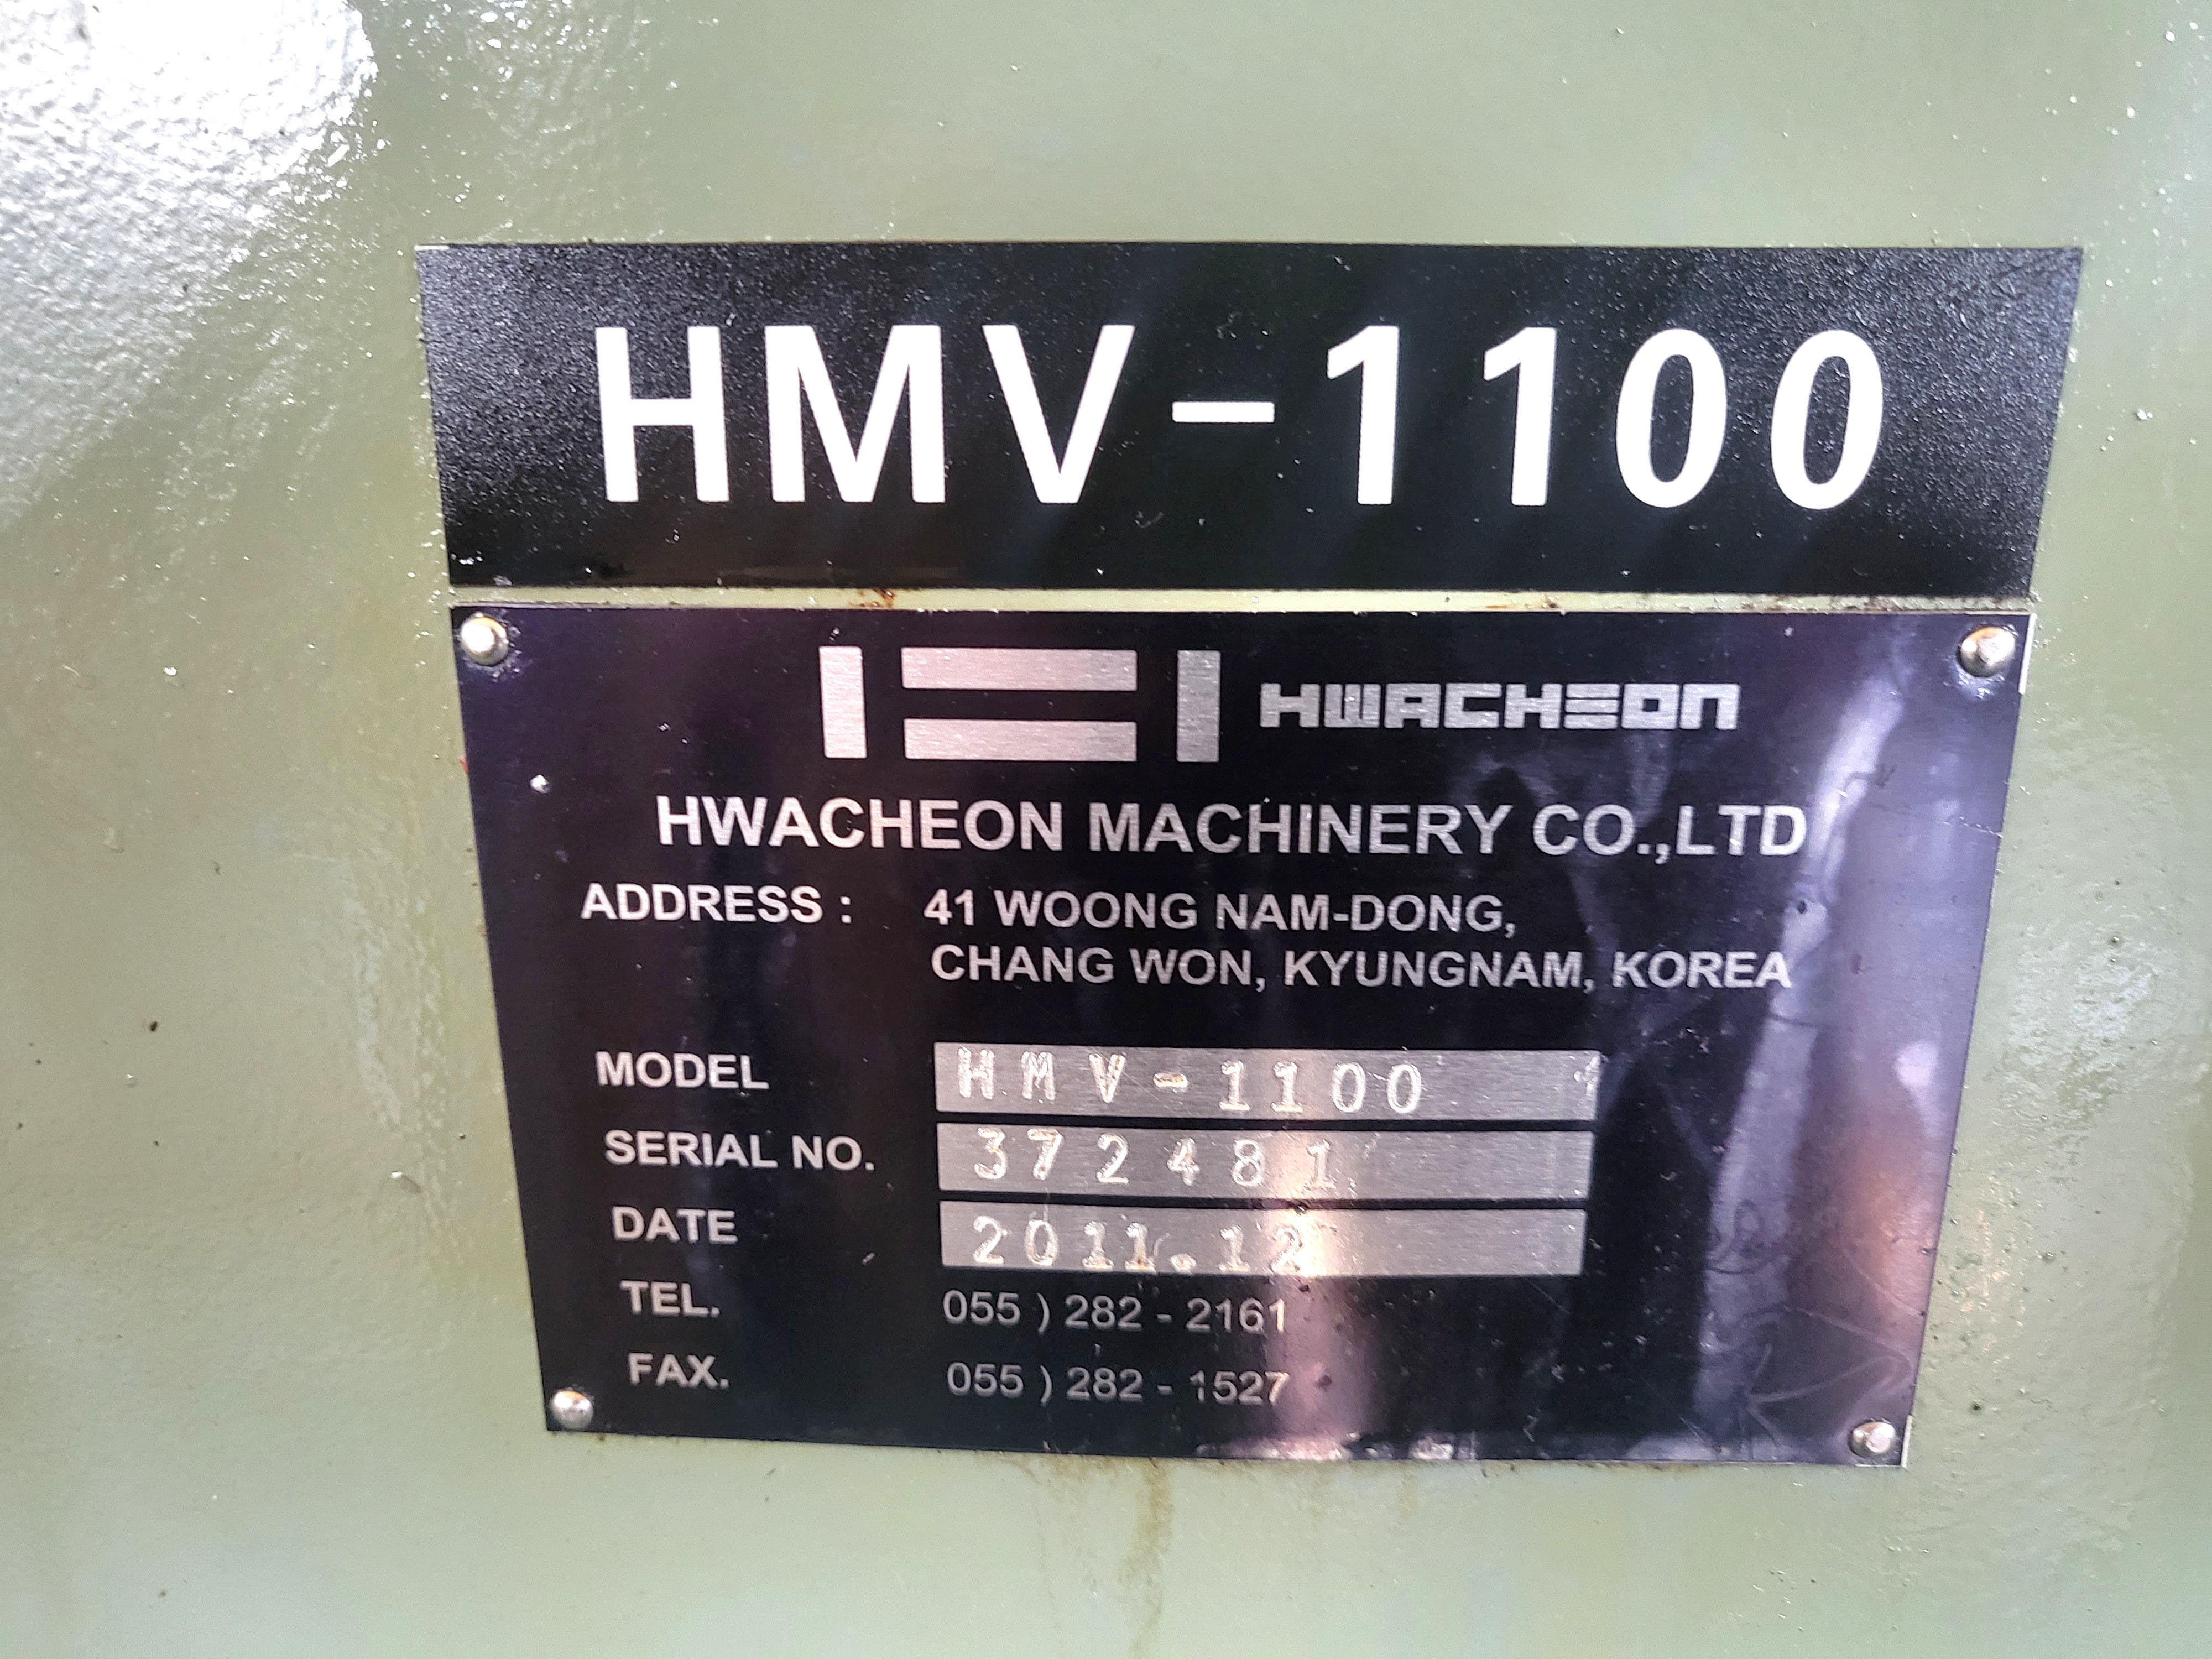 HMV-1100
HWACHEON
HWACHEON MACHINERY CO.,LTD
ADDRESS : 41 WOONG NAM-DONG,
CHANG WON, KYUNGNAM, KOREA
MODEL HMV-1100
SERIAL NO. 372481
DATE 2011.12
TEL. 055 ) 282 - 2161
FAX. 055 ) 282 - 1527